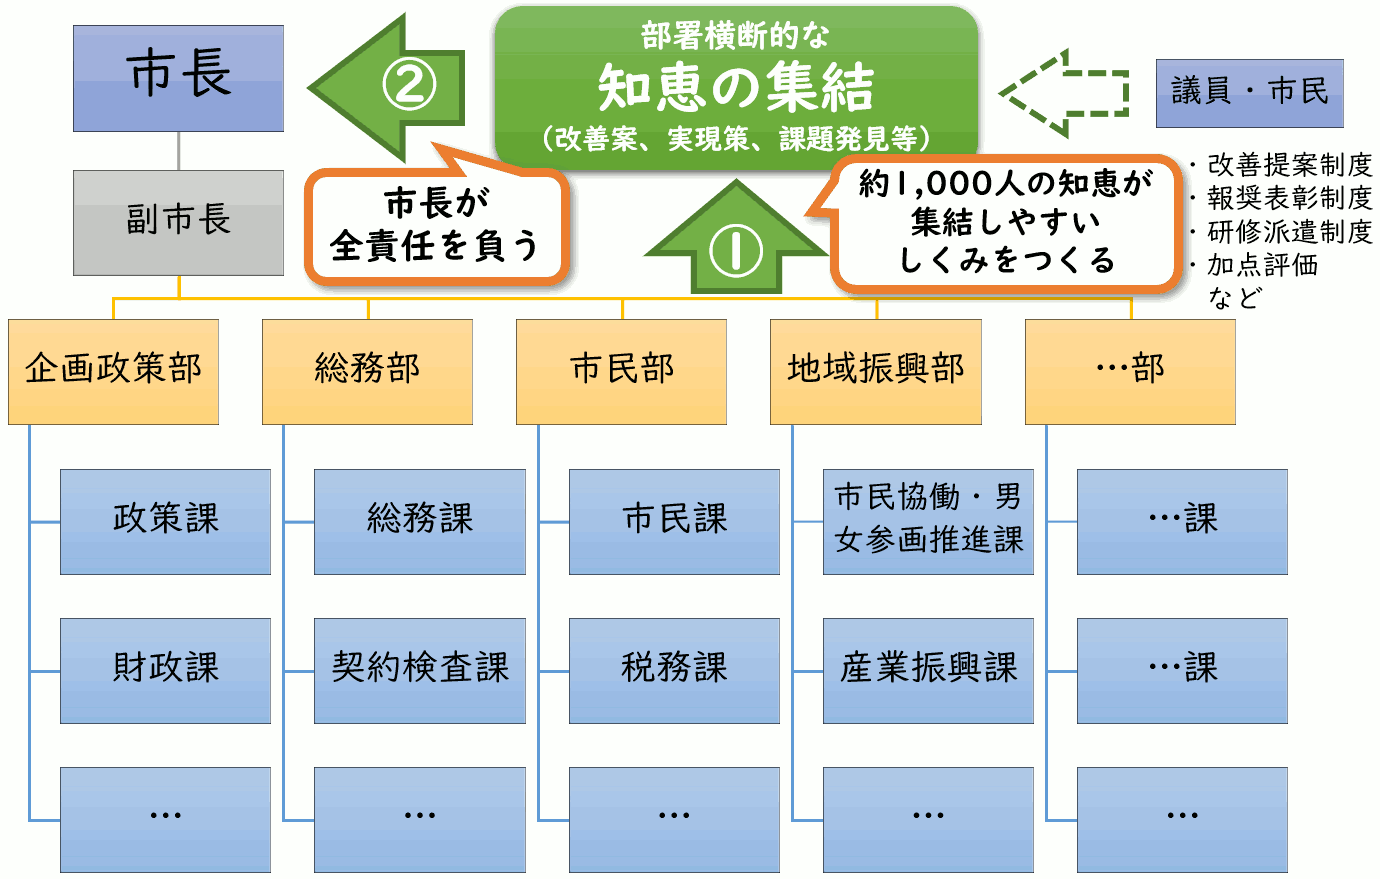 市長
副市長
②
部署横断的な
知恵の集結
（改善案、実現策、課題発見等）
議員・市民
市長が
全責任を負う
①
約1,000人の知恵が
集結しやすい
しくみをつくる
・改善提案制度
・報奨表彰制度
・研修派遣制度
・加点評価
など
企画政策部
総務部
市民部
地域振興部
…部
政策課
総務課
市民課
市民協働・男
女参画推進課
…課
財政課
契約検査課
税務課
産業振興課
…課
…
…
…
…
…